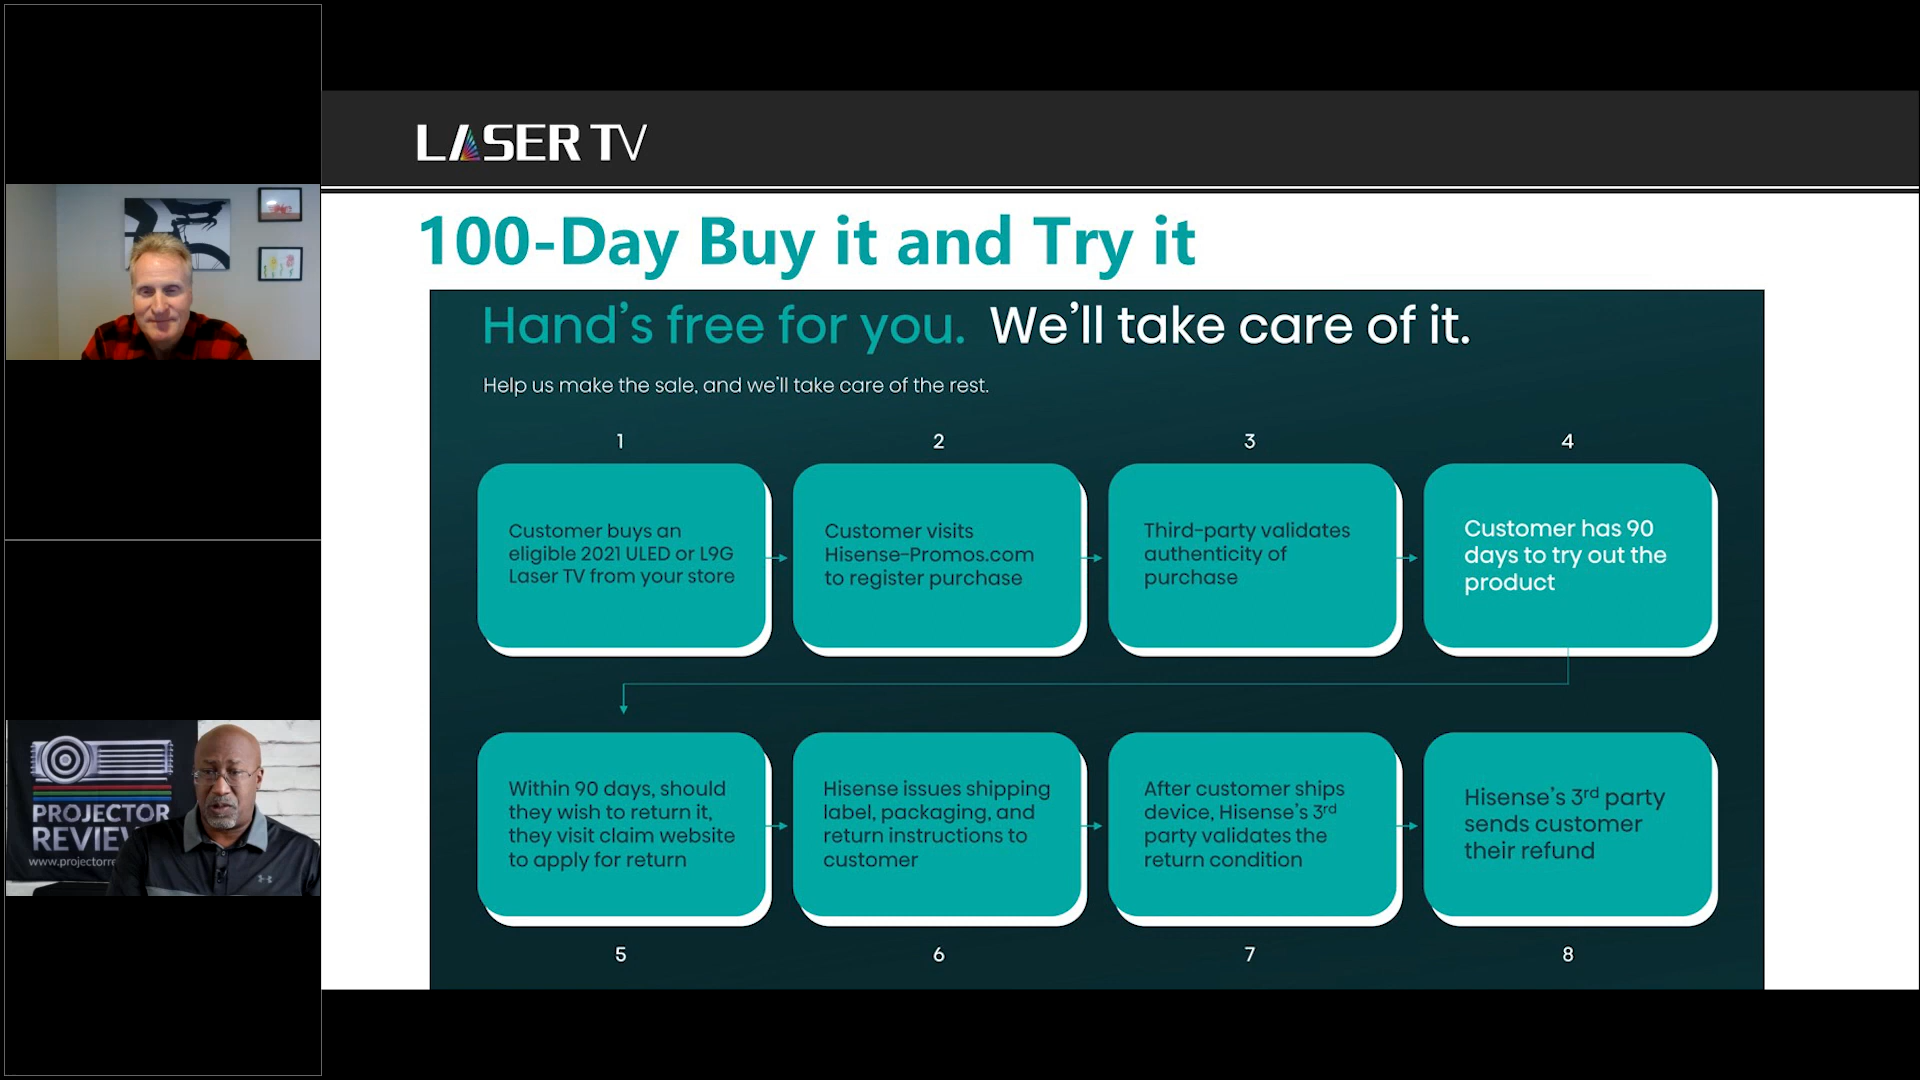 LASER TV
100-Day Buy it and Try it
Hand's free for you. We'll take care of it.
Help us make the sale, and we'll take care of the rest.
1
2
3
4
Customer buys an
eligible 2021 ULED or L9G
Laser TV from your store
Customer visits
Hisense-Promos.com
to register purchase
Third-party validates
authenticity of
purchase
Customer has 90
days to try out the
product
Within 90 days, should
they wish to return it,
they visit claim website
to apply for return
Hisense issues shipping
label, packaging, and
return instructions to
customer
After customer ships
device, Hisense's 3rd
party validates the
return condition
Hisense's 3rd party
sends customer
their refund
5
6
7
8
PROJECTOR
REVIEW
www.projectorre